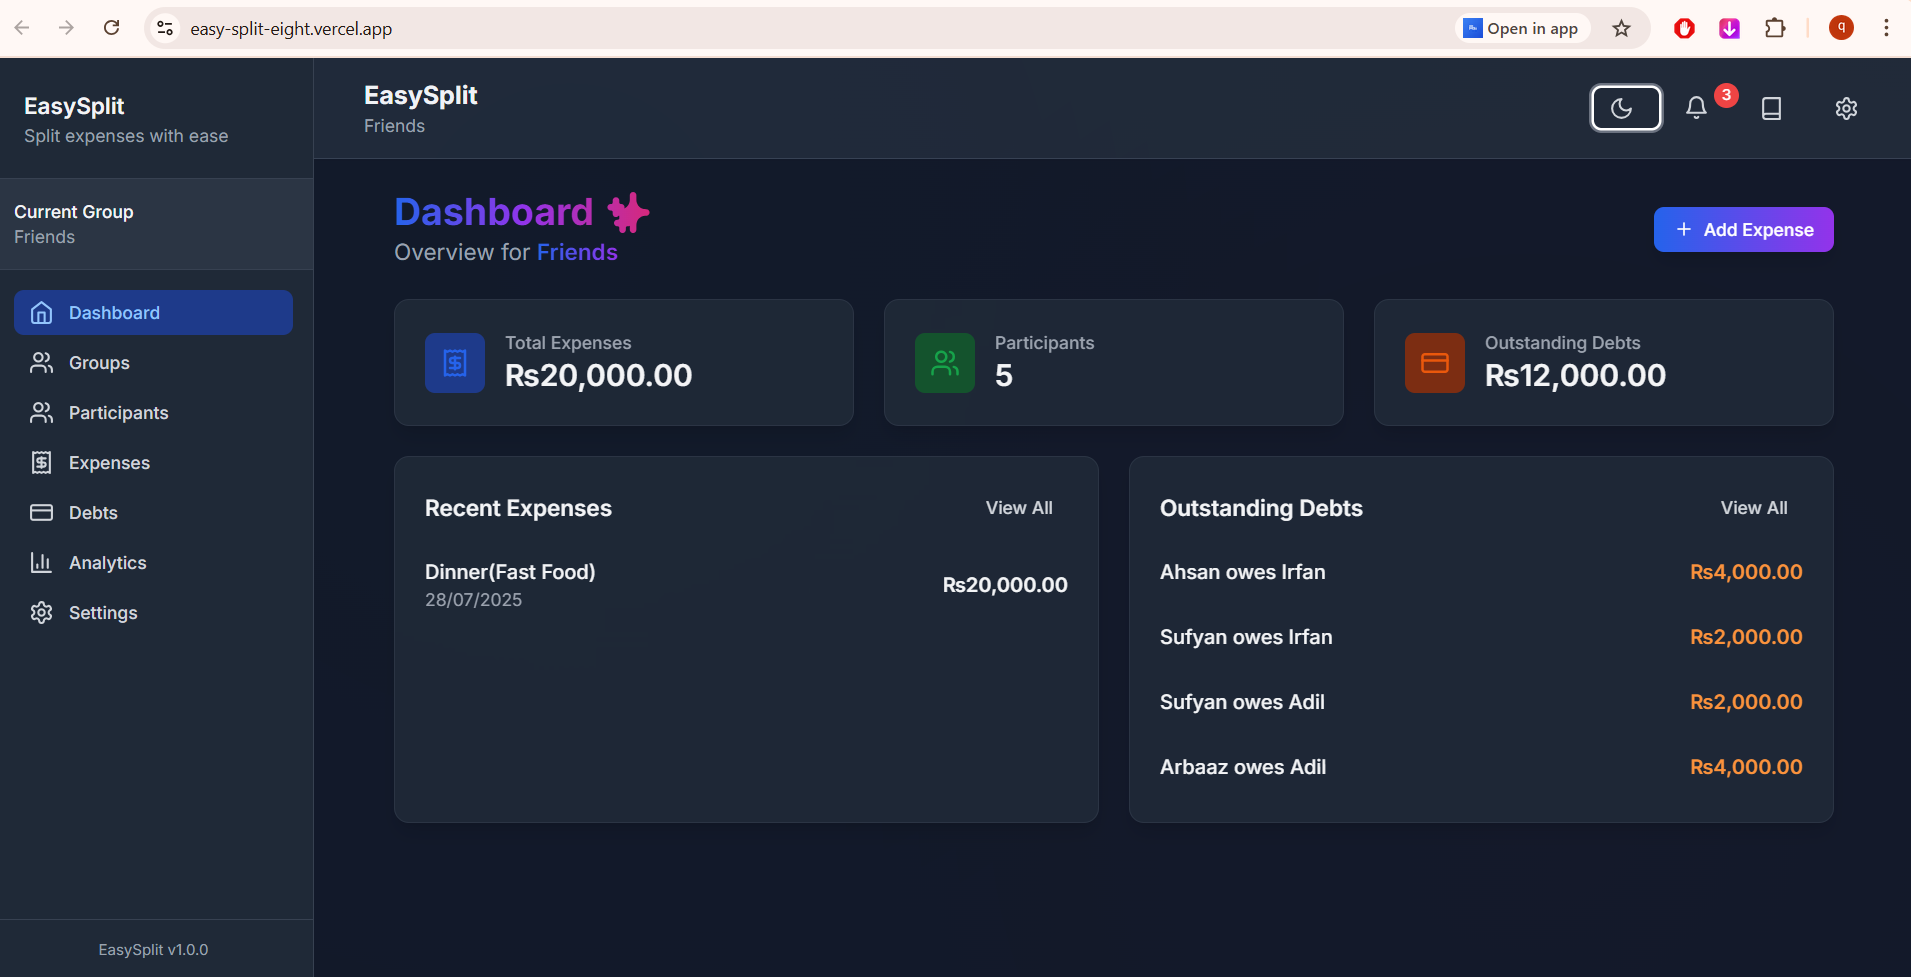 easy-split-eight.vercel.app
Open in app
q
EasySplit
Split expenses with ease
Current Group
Friends
Dashboard
Groups
Participants
Expenses
Debts
Analytics
Settings
EasySplit v1.0.0
EasySplit
Friends
3
Dashboard
Overview for Friends
+ Add Expense
Total Expenses
Rs20,000.00
Participants
5
Outstanding Debts
Rs12,000.00
Recent Expenses
View All
Dinner(Fast Food)
28/07/2025
Rs20,000.00
Outstanding Debts
View All
Ahsan owes Irfan
Rs4,000.00
Sufyan owes Irfan
Rs2,000.00
Sufyan owes Adil
Rs2,000.00
Arbaaz owes Adil
Rs4,000.00